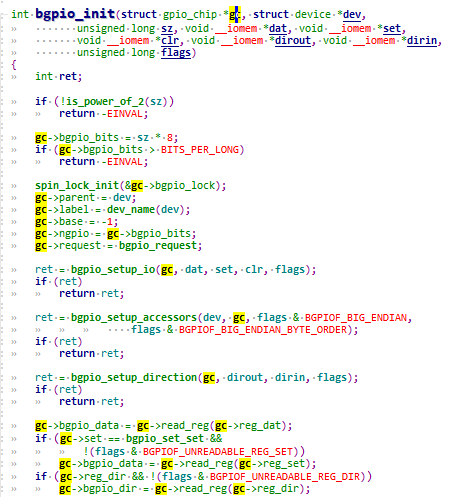 int bgpio_init(struct gpio_chip *gc, struct device *dev,
unsigned long sz, void __iomem *dat, void __iomem *set,
void __iomem *clr, void __iomem *dirout, void __iomem *dirin,
unsigned long flags)
{
int ret;
if (!is_power_of_2(sz))
return -EINVAL;
gc->bgpio_bits = sz * 8;
if (gc->bgpio_bits > BITS_PER_LONG)
return -EINVAL;
spin_lock_init(&gc->bgpio_lock);
gc->parent = dev;
gc->label = dev_name(dev);
gc->base = -1;
gc->ngpio = gc->bgpio_bits;
gc->request = bgpio_request;
ret = bgpio_setup_io(gc, dat, set, clr, flags);
if (ret)
return ret;
ret = bgpio_setup_accessors(dev, gc, flags & BGPIOF_BIG_ENDIAN,
flags & BGPIOF_BIG_ENDIAN_BYTE_ORDER);
if (ret)
return ret;
ret = bgpio_setup_direction(gc, dirout, dirin, flags);
if (ret)
return ret;
gc->bgpio_data = gc->read_reg(gc->reg_dat);
if (gc->set == bgpio_set_set &&
!(flags & BGPIOF_UNREADABLE_REG_SET))
gc->bgpio_data = gc->read_reg(gc->reg_set);
if (gc->reg_dir && !(flags & BGPIOF_UNREADABLE_REG_DIR))
gc->bgpio_dir = gc->read_reg(gc->reg_dir);